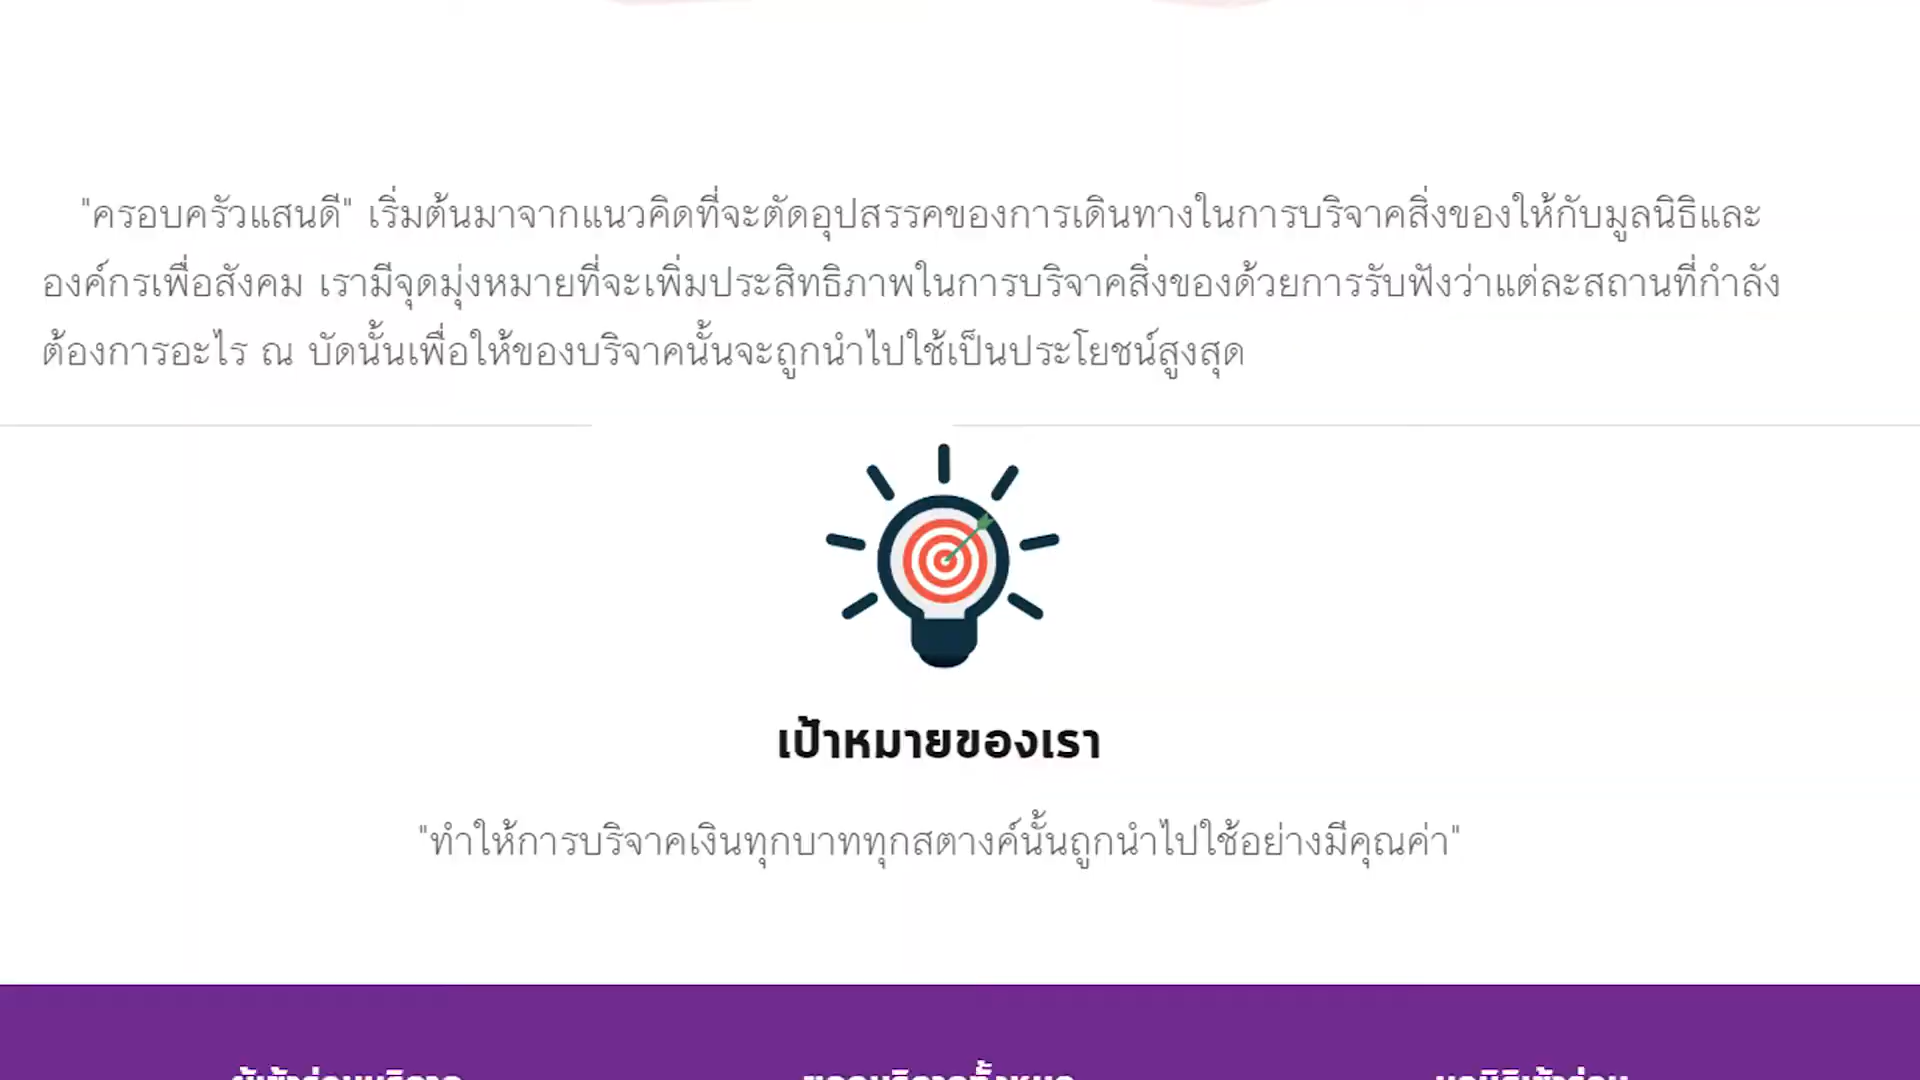 "ครอบครัวแสนดี" เริ่มต้นมาจากแนวคิดที่จะตัดอุปสรรคของการเดินทางในการบริจาคสิ่งของให้กับมูลนิธิและ
องค์กรเพื่อสังคม เรามีจุดมุ่งหมายที่จะเพิ่มประสิทธิภาพในการบริจาคสิ่งของด้วยการรับฟังว่าแต่ละสถานที่กำลัง
ต้องการอะไร ณ บัดนั้นเพื่อให้ของบริจาคนั้นจะถูกนำไปใช้เป็นประโยชน์สูงสุด
เป้าหมายของเรา
"ทำให้การบริจาคเงินทุกบาททุกสตางค์นั้นถูกนำไปใช้อย่างมีคุณค่า"